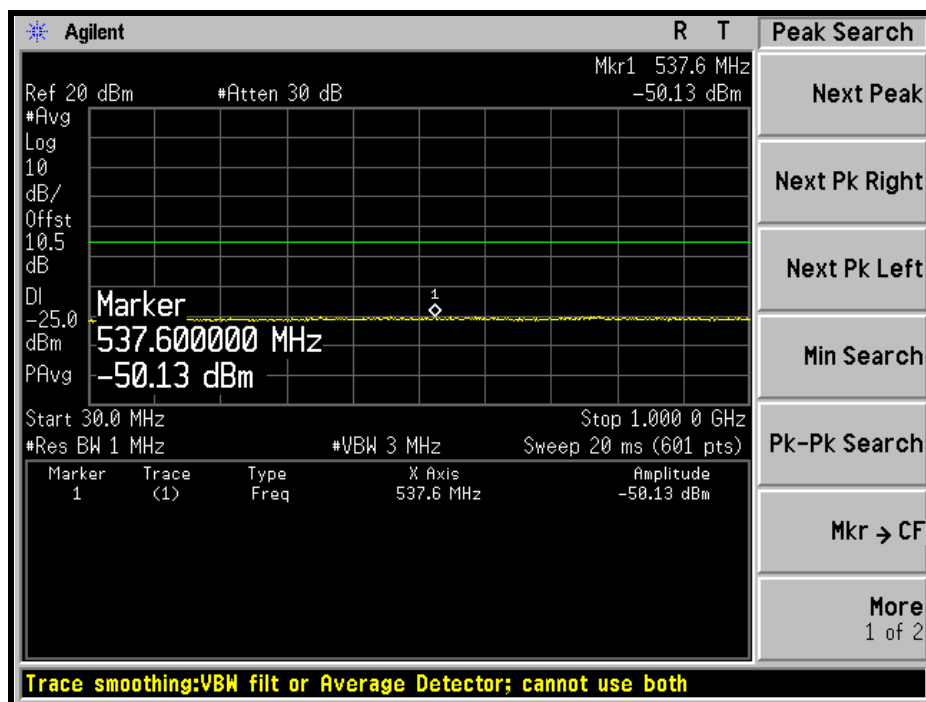 Agilent
R T
Peak Search
Mkr1 537.6 MHz
Ref 20 dBm #Atten 30 dB -50.13 dBm
#Avg
Log
10
dB/
Offst
10.5
dB
DI
-25.0
dBm
PAvg
1
Marker
537.600000 MHz
-50.13 dBm
Start 30.0 MHz Stop 1.000 0 GHz
#Res BW 1 MHz #VBW 3 MHz Sweep 20 ms (601 pts)
Marker Trace Type X Axis Amplitude
1 (1) Freq 537.6 MHz -50.13 dBm
Next Peak
Next Pk Right
Next Pk Left
Min Search
Pk-Pk Search
Mkr → CF
More
1 of 2
Trace smoothing:VBW filt or Average Detector; cannot use both